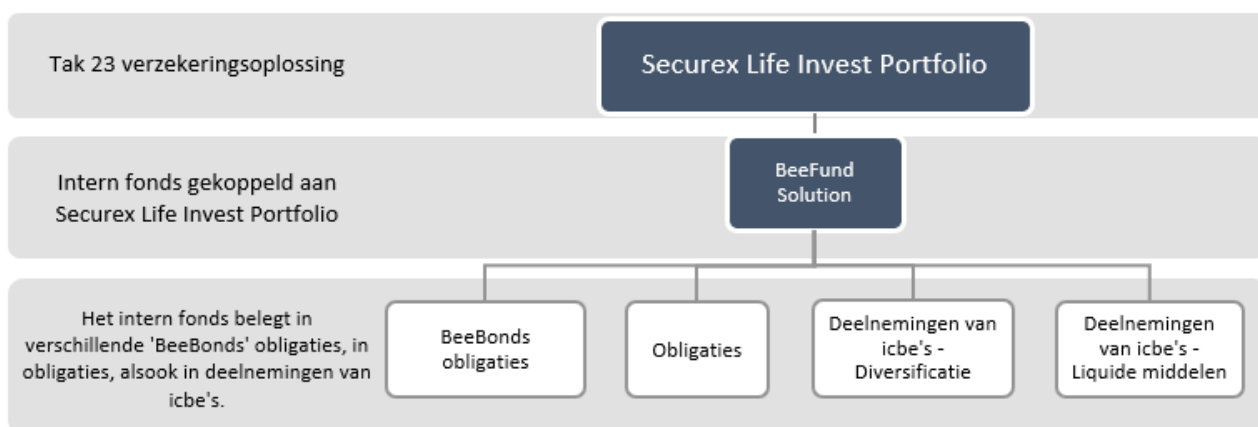 Tak 23 verzekeringsoplossing
Securex Life Invest Portfolio
Intern fonds gekoppeld aan
Securex Life Invest Portfolio
BeeFund
Solution
Het intern fonds belegt in
verschillende 'BeeBonds' obligaties, in
obligaties, alsook in deelnemingen van
icbe's.
BeeBonds
obligaties
Obligaties
Deelnemingen van
icbe's -
Diversificatie
Deelnemingen
van icbe's -
Liquide middelen